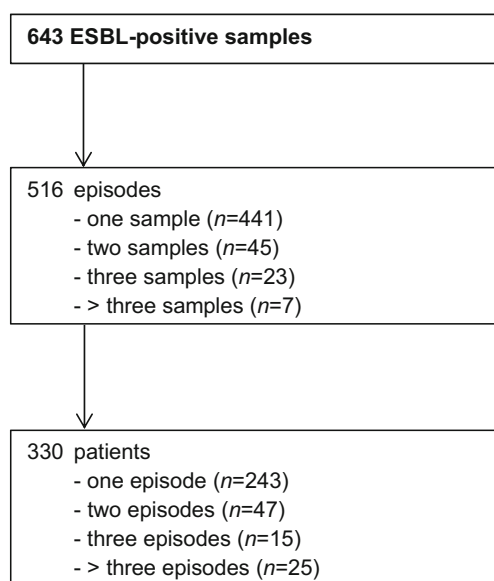 643 ESBL-positive samples
516 episodes
- one sample (n=441)
- two samples (n=45)
- three samples (n=23)
- > three samples (n=7)
330 patients
- one episode (n=243)
- two episodes (n=47)
- three episodes (n=15)
- > three episodes (n=25)